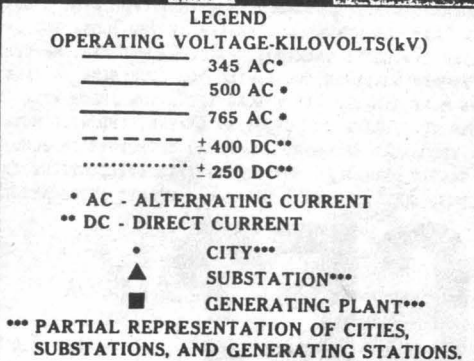 LEGEND
OPERATING VOLTAGE-KILOVOLTS(kV)
345 AC*
500 AC*
765 AC*
±400 DC**
±250 DC**
* AC - ALTERNATING CURRENT
** DC - DIRECT CURRENT
CITY***
SUBSTATION***
GENERATING PLANT***
*** PARTIAL REPRESENTATION OF CITIES,
SUBSTATIONS, AND GENERATING STATIONS